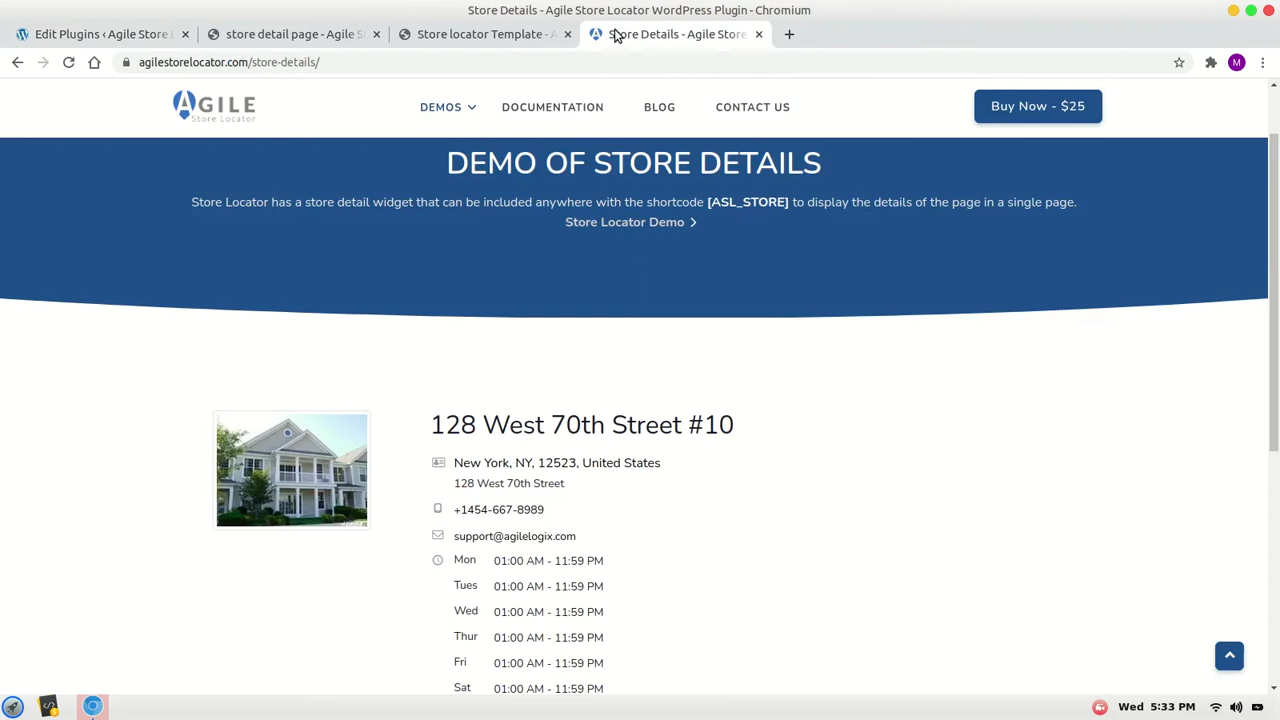 Store Details - Agile Store Locator WordPress Plugin - Chromium
Edit Plugins ‹ Agile Store L
store detail page – Agile S
Store locator Template – A
Store Details - Agile Store
agilestorelocator.com/store-details/
M
AGILE
Store Locator
DEMOS
DOCUMENTATION
BLOG
CONTACT US
Buy Now - $25
DEMO OF STORE DETAILS
Store Locator has a store detail widget that can be included anywhere with the shortcode [ASL_STORE] to display the details of the page in a single page.
Store Locator Demo
128 West 70th Street #10
New York, NY, 12523, United States
128 West 70th Street
+1454-667-8989
support@agilelogix.com
Mon 01:00 AM - 11:59 PM
Tues 01:00 AM - 11:59 PM
Wed 01:00 AM - 11:59 PM
Thur 01:00 AM - 11:59 PM
Fri 01:00 AM - 11:59 PM
Sat 01:00 AM - 11:59 PM
Wed 5:33 PM